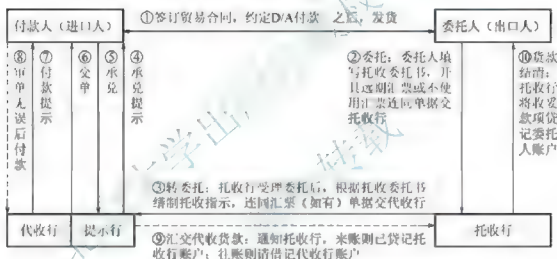 ①签订贸易合同，约定D/A付款 之后，发货
付款人（进口人）
委托人（出口人）
⑧审单无误后付款
⑦付款提示
⑥交单
⑤承兑
④承兑提示
②委托：委托人填
写托收委托书，开
具远期汇票或不使
用汇票连同单据交
托收行
⑩货款
结清：
托收行
将收妥
款项贷
记委托
人账户
③转委托：托收行受理委托后，根据托收委托书
缮制托收指示，连同汇票（如有）单据交代收行
代收行
提示行
托收行
⑨汇交代收货款：通知托收行，来账则已贷记托
收行账户；往账则请借记代收行账户